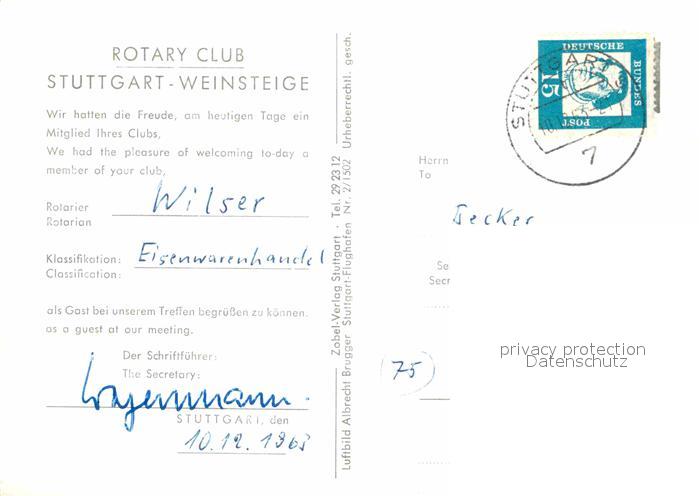 ROTARY CLUB
STUTTGART-WEINSTEIGE
Wir hatten die Freude, am heutigen Tage ein
Mitglied Ihres Clubs,
We had the pleasure of welcoming to-day a
member of your club,
Rotarier Wilser
Rotarian
Klassifikation: Eisenwarenhandel
Classification:
als Gast bei unserem Treffen begrüßen zu können.
as a guest at our meeting.
Der Schriftführer:
The Secretary:
STUTTGART, den
10.12.1963
Zobel-Verlag Stuttgart · Tel. 29 23 12
Luftbild Albrecht Brugger Stuttgart-Flughafen Nr. 2/1502 Urheberrechtl. gesch.
DEUTSCHE
BUNDES
POST
15
STUTTGART 9
7
Herrn
To
Becker
Se
Secr
(75)
privacy protection
Datenschutz